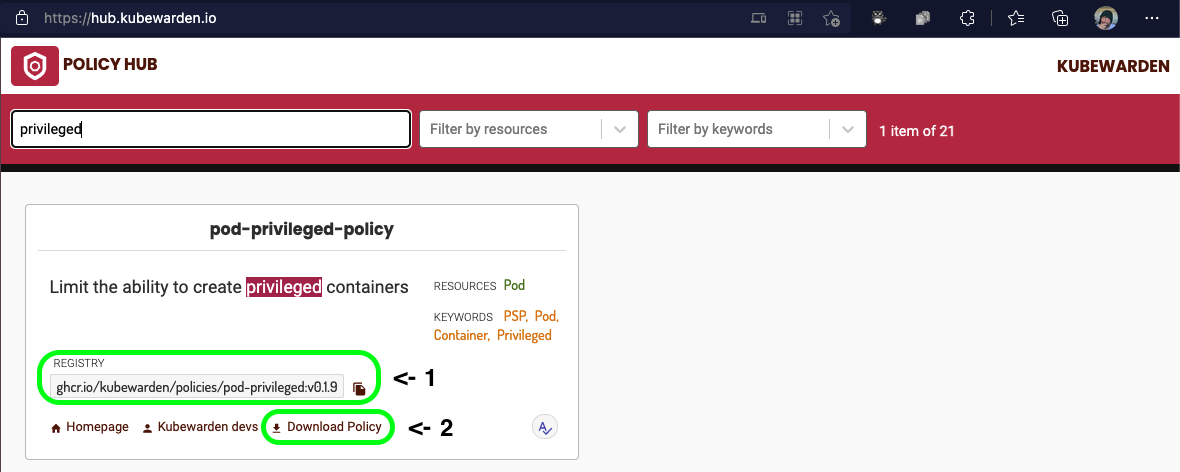 https://hub.kubewarden.io
POLICY HUB
KUBEWARDEN
privileged
Filter by resources
Filter by keywords
1 item of 21
pod-privileged-policy
Limit the ability to create privileged containers
RESOURCES Pod
KEYWORDS PSP, Pod,
Container, Privileged
REGISTRY
ghcr.io/kubewarden/policies/pod-privileged:v0.1.9
<- 1
Homepage Kubewarden devs Download Policy <- 2
A